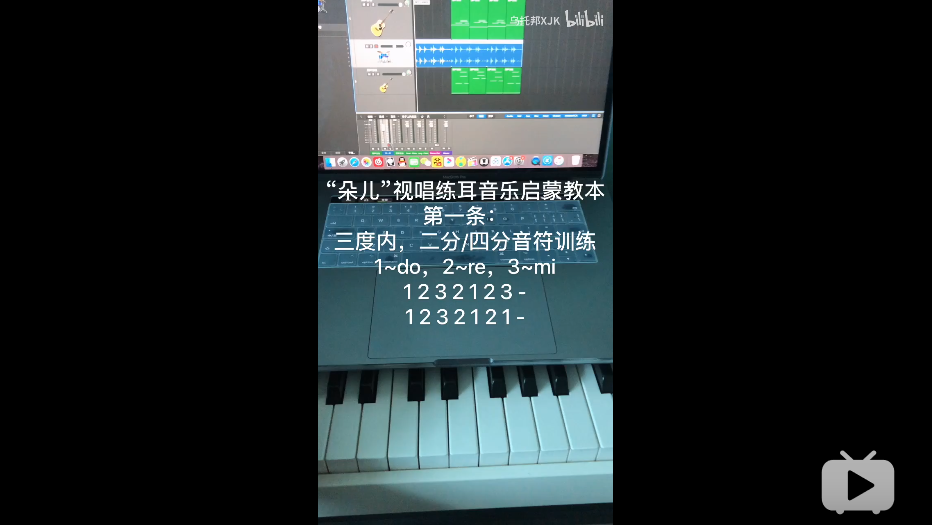 乌托邦XJK bilibili
“朵儿”视唱练耳音乐启蒙教本
第一条：
三度内，二分/四分音符训练
1~do，2~re，3~mi
1 2 3 2 1 2 3 -
1 2 3 2 1 2 1 -